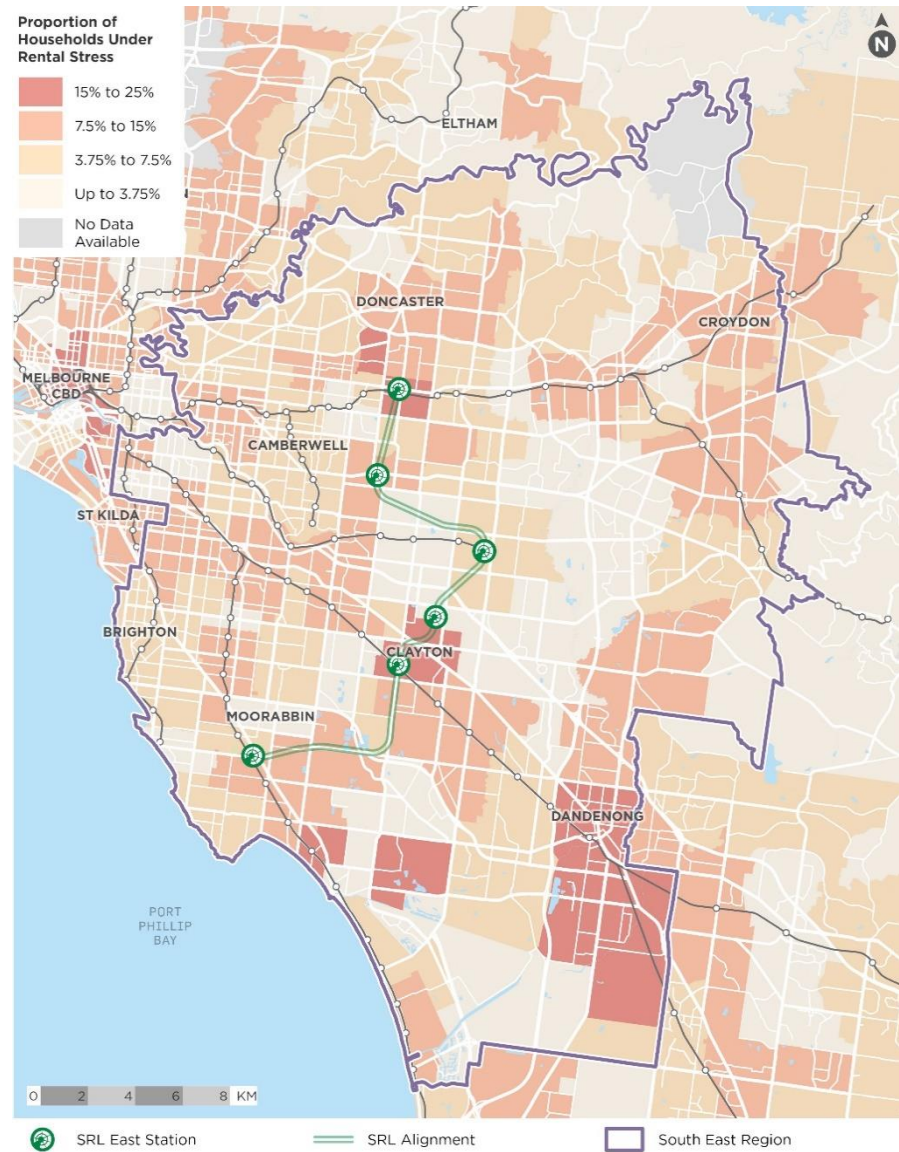 Proportion of
Households Under
Rental Stress
15% to 25%
7.5% to 15%
3.75% to 7.5%
Up to 3.75%
No Data
Available
N
ELTHAM
DONCASTER
CROYDON
MELBOURNE
CBD
CAMBERWELL
ST KILDA
BRIGHTON
CLAYTON
MOORABBIN
DANDENONG
PORT
PHILLIP
BAY
0 2 4 6 8 KM
SRL East Station
SRL Alignment
South East Region